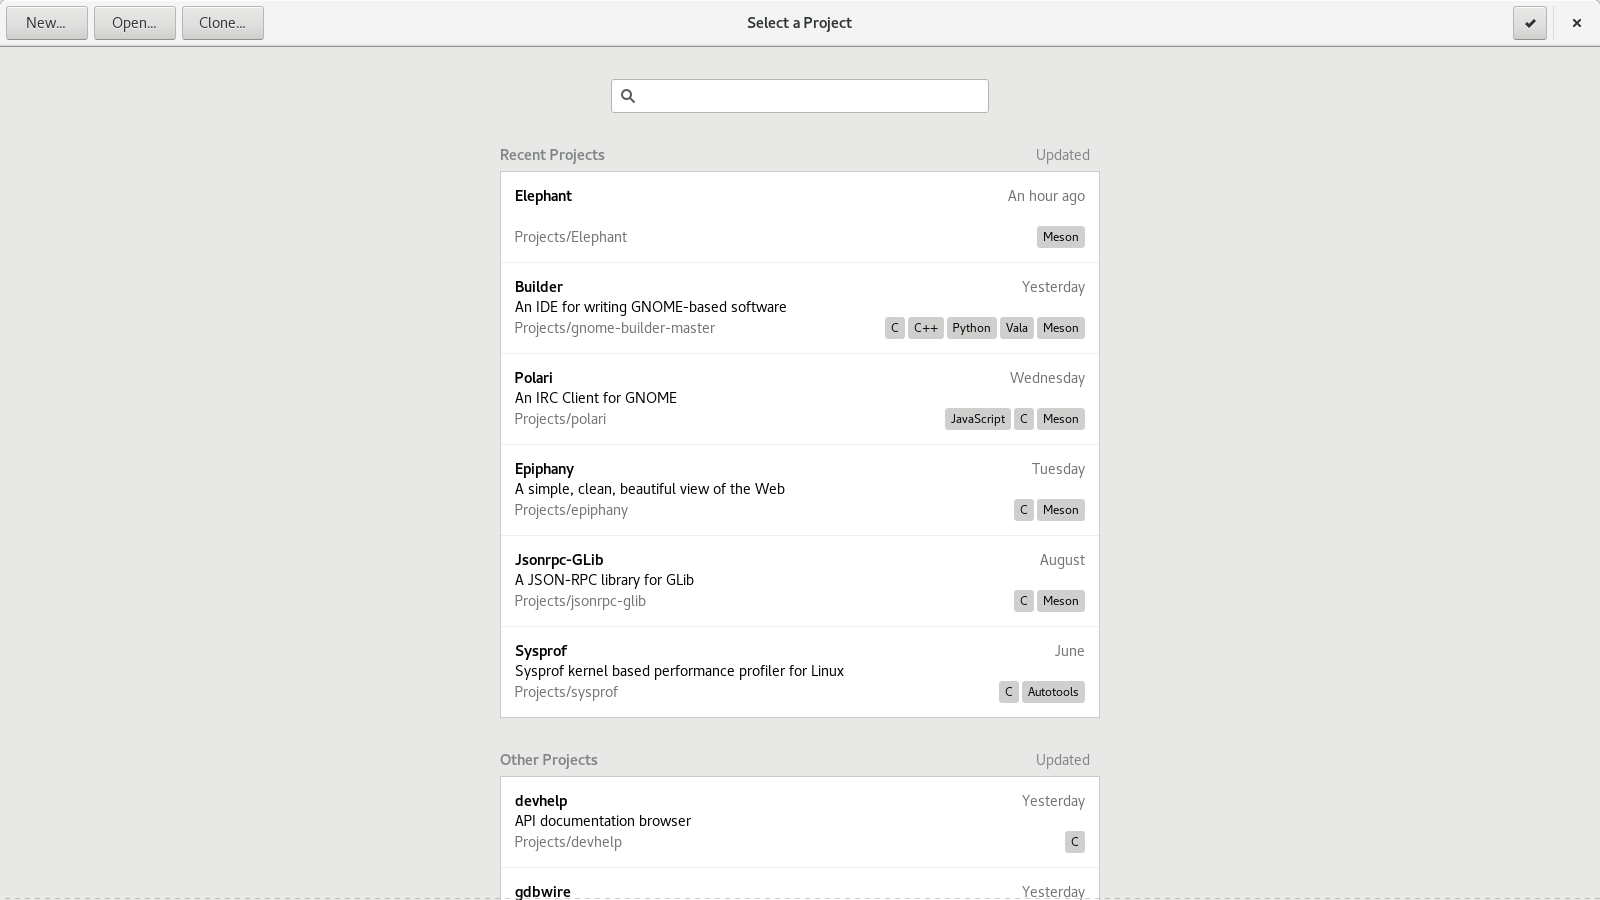 New... Open... Clone... Select a Project
Recent Projects Updated
Elephant An hour ago
Projects/Elephant Meson
Builder Yesterday
An IDE for writing GNOME-based software
Projects/gnome-builder-master C C++ Python Vala Meson
Polari Wednesday
An IRC Client for GNOME
Projects/polari JavaScript C Meson
Epiphany Tuesday
A simple, clean, beautiful view of the Web
Projects/epiphany C Meson
Jsonrpc-GLib August
A JSON-RPC library for GLib
Projects/jsonrpc-glib C Meson
Sysprof June
Sysprof kernel based performance profiler for Linux
Projects/sysprof C Autotools
Other Projects Updated
devhelp Yesterday
API documentation browser
Projects/devhelp C
gdbwire Yesterday